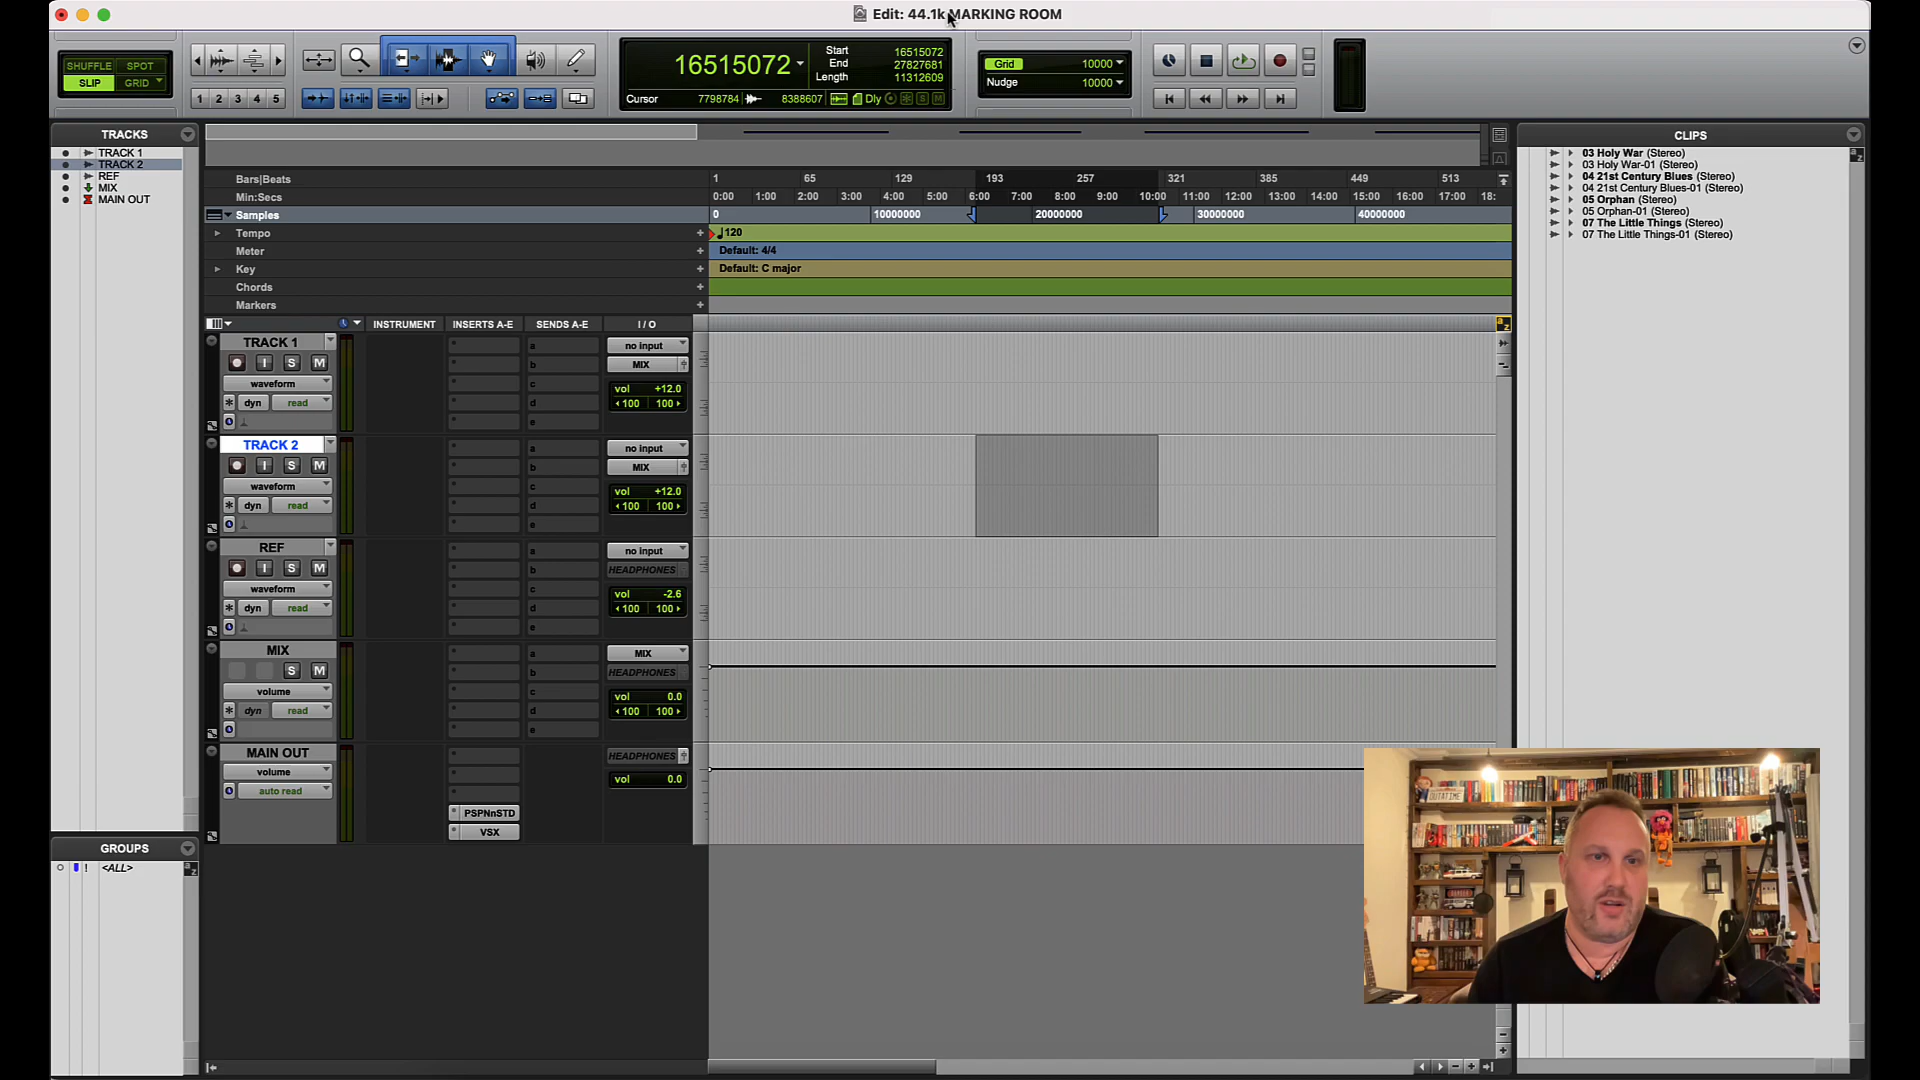 Edit: 44.1k MARKING ROOM
SHUFFLE SPOT
SLIP GRID
1 2 3 4 5
16515072
Start 16515072
End 27827681
Length 11312609
Cursor 7798784 8388607 Dly
Grid 10000
Nudge 10000
TRACKS
TRACK 1
TRACK 2
REF
MIX
MAIN OUT
GROUPS
<ALL>
Bars|Beats 1 65 129 193 257 321 385 449 513
Min:Secs 0:00 1:00 2:00 3:00 4:00 5:00 6:00 7:00 8:00 9:00 10:00 11:00 12:00 13:00 14:00 15:00 16:00 17:00 18:
Samples 0 10000000 20000000 30000000 40000000
Tempo 120
Meter Default: 4/4
Key Default: C major
Chords
Markers
INSTRUMENT INSERTS A-E SENDS A-E I / O
TRACK 1
I S M
waveform
dyn read
a b c d e
no input
MIX
vol +12.0
100 100
TRACK 2
I S M
waveform
dyn read
a b c d e
no input
MIX
vol +12.0
100 100
REF
I S M
waveform
dyn read
a b c d e
no input
HEADPHONES
vol -2.6
100 100
MIX
S M
volume
dyn read
a b c d e
MIX
HEADPHONES
vol 0.0
100 100
MAIN OUT
volume
auto read
PSPNnSTD
VSX
HEADPHONES
vol 0.0
CLIPS
03 Holy War (Stereo)
03 Holy War-01 (Stereo)
04 21st Century Blues (Stereo)
04 21st Century Blues-01 (Stereo)
05 Orphan (Stereo)
05 Orphan-01 (Stereo)
07 The Little Things (Stereo)
07 The Little Things-01 (Stereo)
OUTATIME